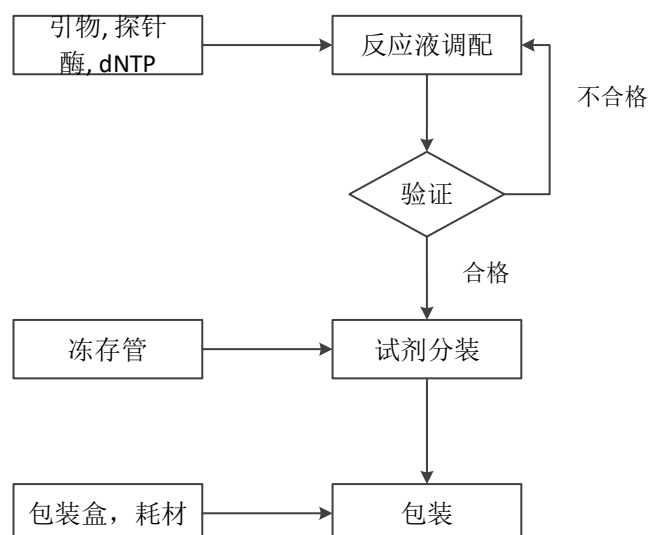 引物, 探针
酶, dNTP
反应液调配
不合格
验证
合格
冻存管
试剂分装
包装盒，耗材
包装